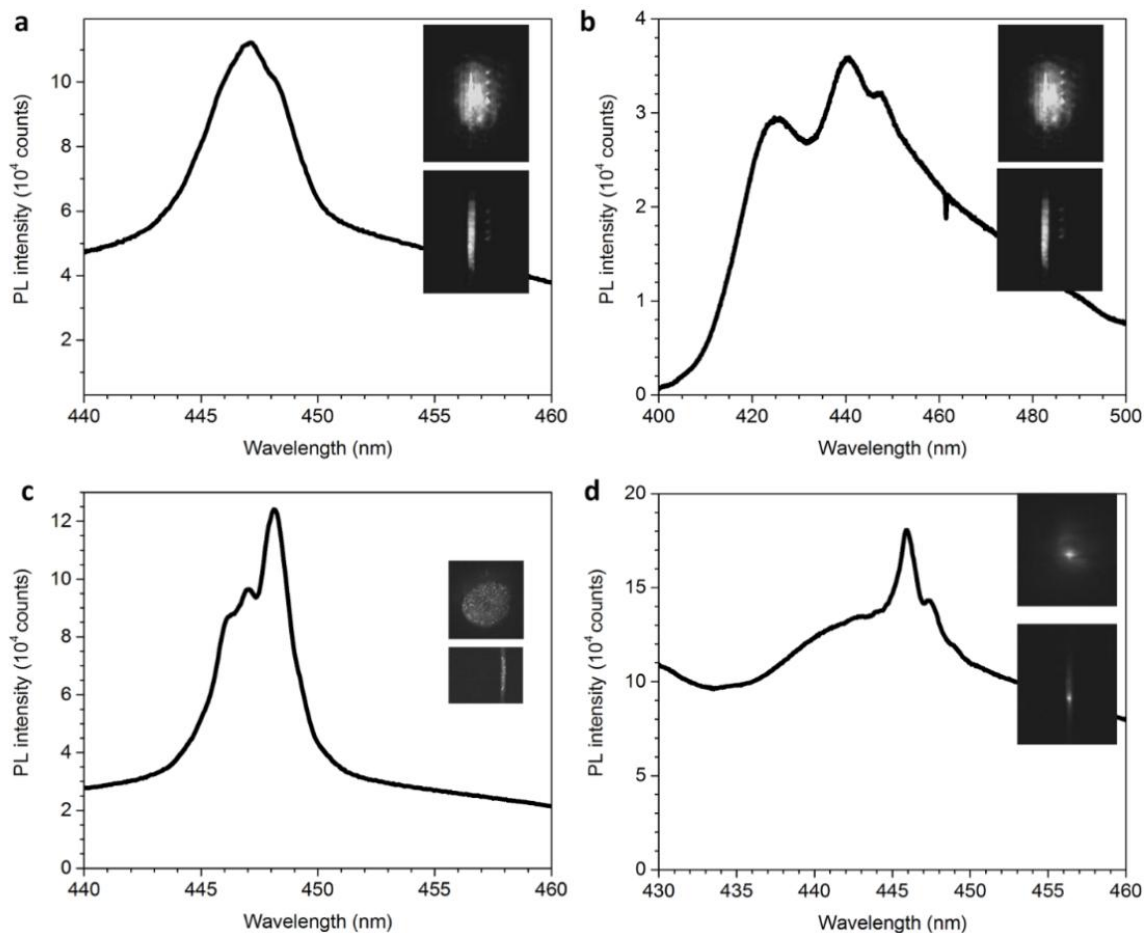 a
PL intensity (10⁴ counts)
10
8
6
4
2
440 445 450 455 460
Wavelength (nm)
b
PL intensity (10⁴ counts)
4
3
2
1
0
400 420 440 460 480 500
Wavelength (nm)
c
PL intensity (10⁴ counts)
12
10
8
6
4
2
0
440 445 450 455 460
Wavelength (nm)
d
PL intensity (10⁴ counts)
20
15
10
5
0
430 435 440 445 450 455 460
Wavelength (nm)